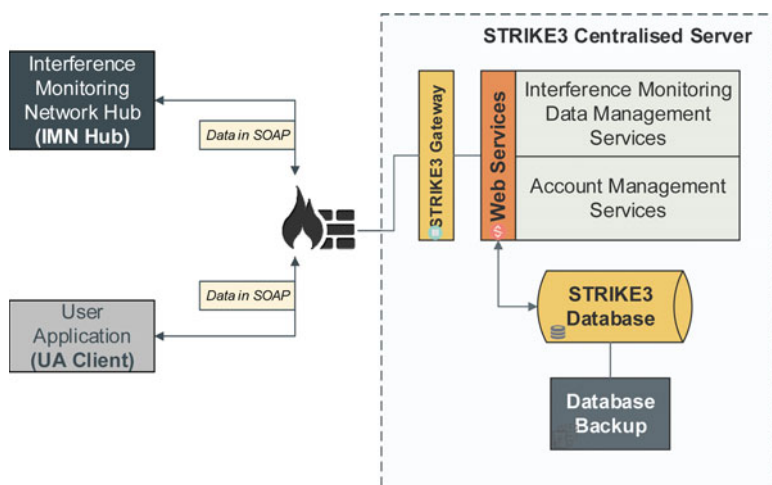 STRIKE3 Centralised Server
Interference
Monitoring
Network Hub
(IMN Hub)
Data in SOAP
STRIKE3 Gateway
Web Services
Interference Monitoring
Data Management
Services
Account Management
Services
Data in SOAP
User
Application
(UA Client)
STRIKE3
Database
Database
Backup